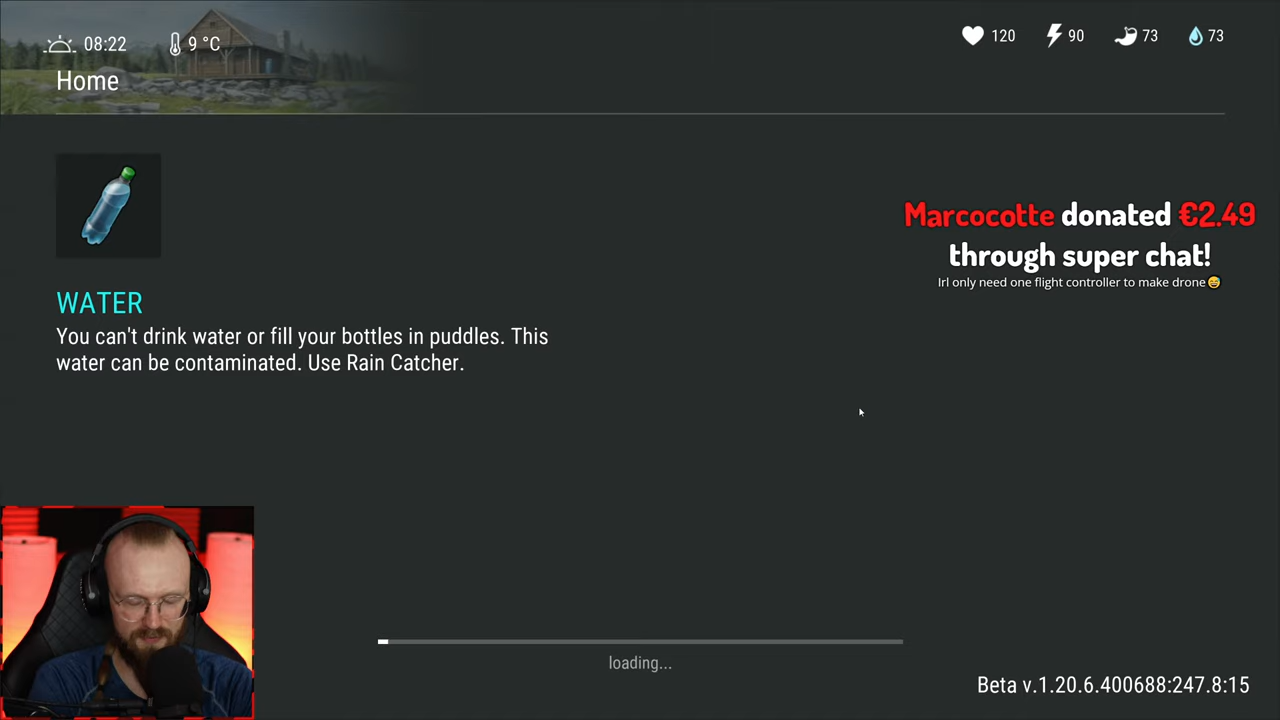 08:22
9 °C
120
90
73
73
Home
Marcocotte donated €2.49
through super chat!
Irl only need one flight controller to make drone😅
WATER
You can't drink water or fill your bottles in puddles. This
water can be contaminated. Use Rain Catcher.
loading...
Beta v.1.20.6.400688:247.8:15